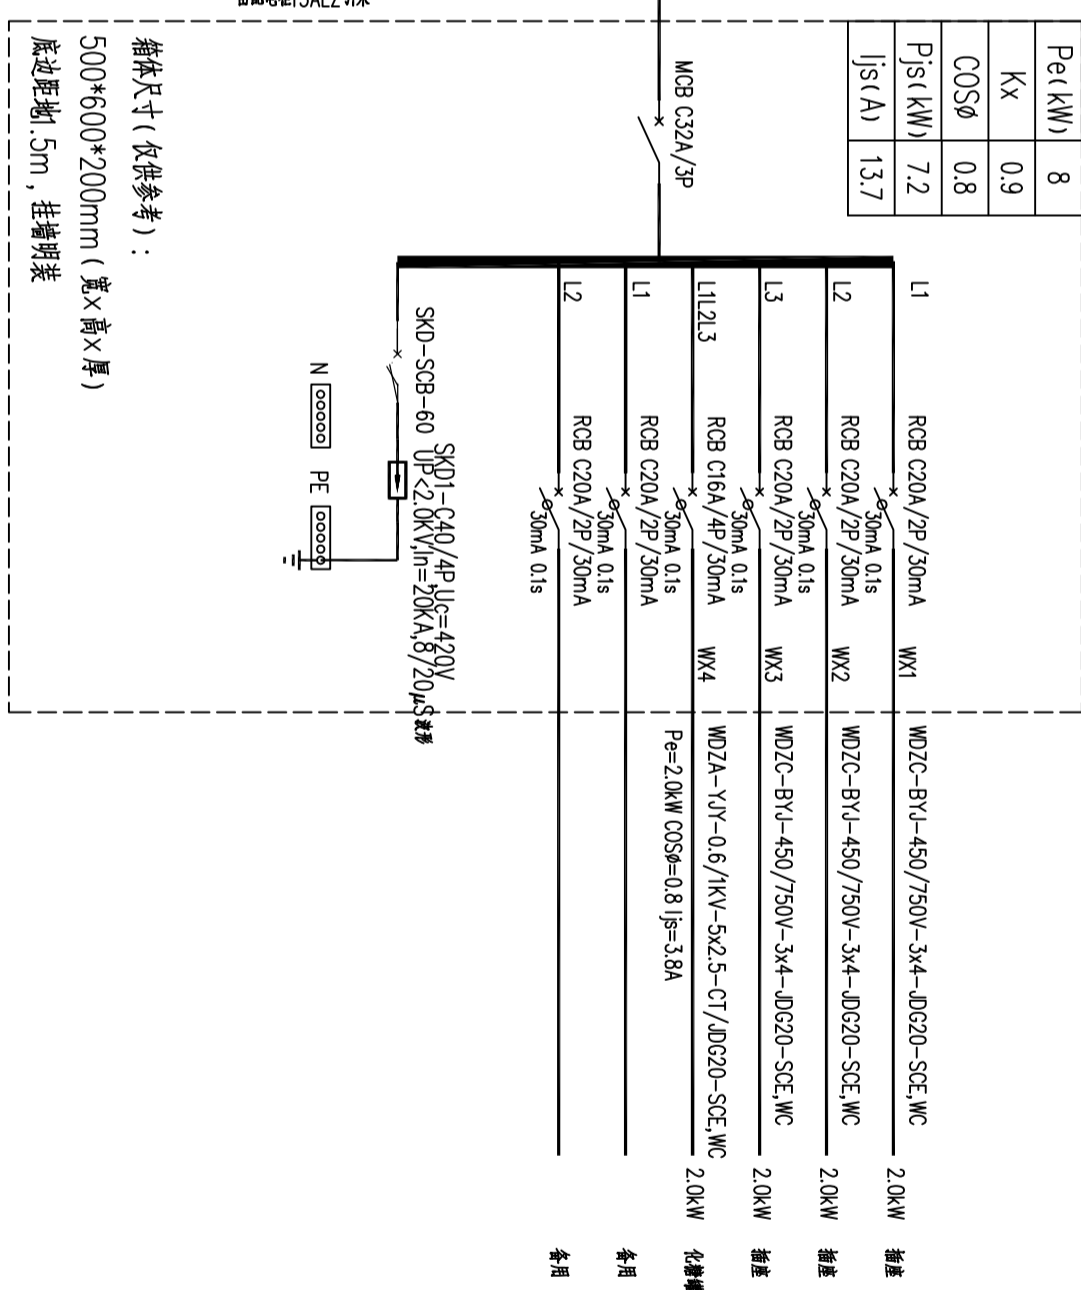 Pe(kW) 8
Kx 0.9
COSø 0.8
Pjs(kW) 7.2
Ijs(A) 13.7
MCB C32A/3P
L1 RCB C20A/2P/30mA WX1 WDZC-BYJ-450/750V-3x4-JDG20-SCE,WC 2.0kW 插座
30mA 0.1s
L2 RCB C20A/2P/30mA WX2 WDZC-BYJ-450/750V-3x4-JDG20-SCE,WC 2.0kW 插座
30mA 0.1s
L3 RCB C20A/2P/30mA WX3 WDZC-BYJ-450/750V-3x4-JDG20-SCE,WC 2.0kW 插座
30mA 0.1s
L1L2L3 RCB C16A/4P/30mA WX4 WDZA-YJY-0.6/1KV-5x2.5-CT/JDG20-SCE,WC 2.0kW 化糖
30mA 0.1s
Pe=2.0kW COSø=0.8 Ijs=3.8A
L1 RCB C20A/2P/30mA 备用
30mA 0.1s
L2 RCB C20A/2P/30mA 备用
30mA 0.1s
SKD1-C40/4P,Uc=420V
SKD-SCB-60 UP<2.0KV,In=20KA,8/20μS波形
N PE
箱体尺寸(仅供参考):
500*600*200mm(宽x高x厚)
底边距地1.5m,挂墙明装